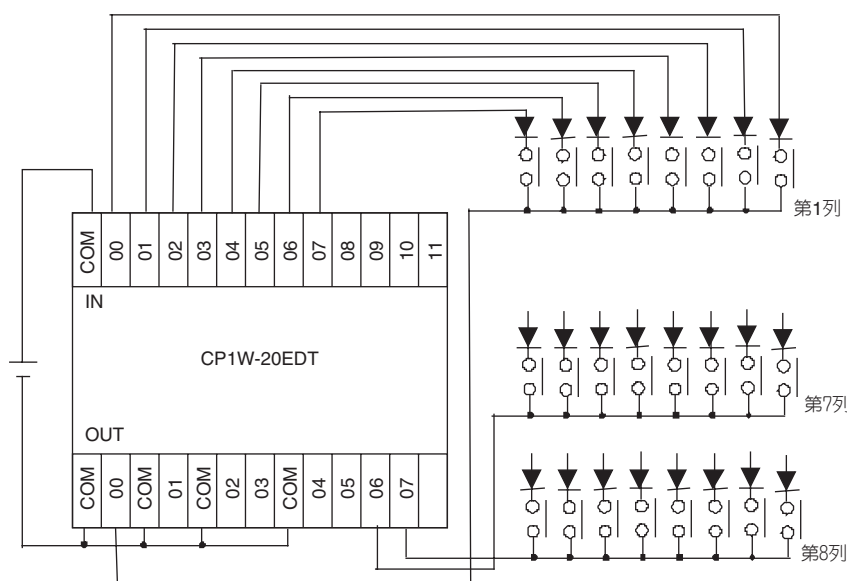 第1列
COM 00 01 02 03 04 05 06 07 08 09 10 11
IN
CP1W-20EDT
第7列
OUT
COM 00 COM 01 COM 02 03 COM 04 05 06 07
第8列